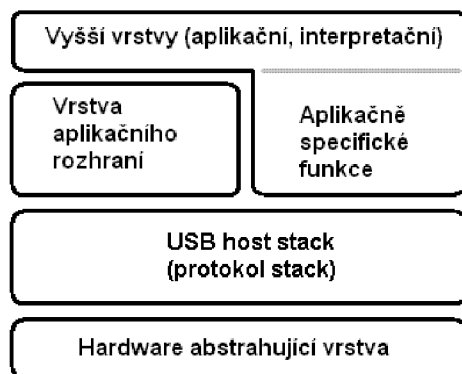 Vyšší vrstvy (aplikační, interpretační)
Vrstva
aplikačního
rozhraní
Aplikačně
specifické
funkce
USB host stack
(protokol stack)
Hardware abstrahující vrstva